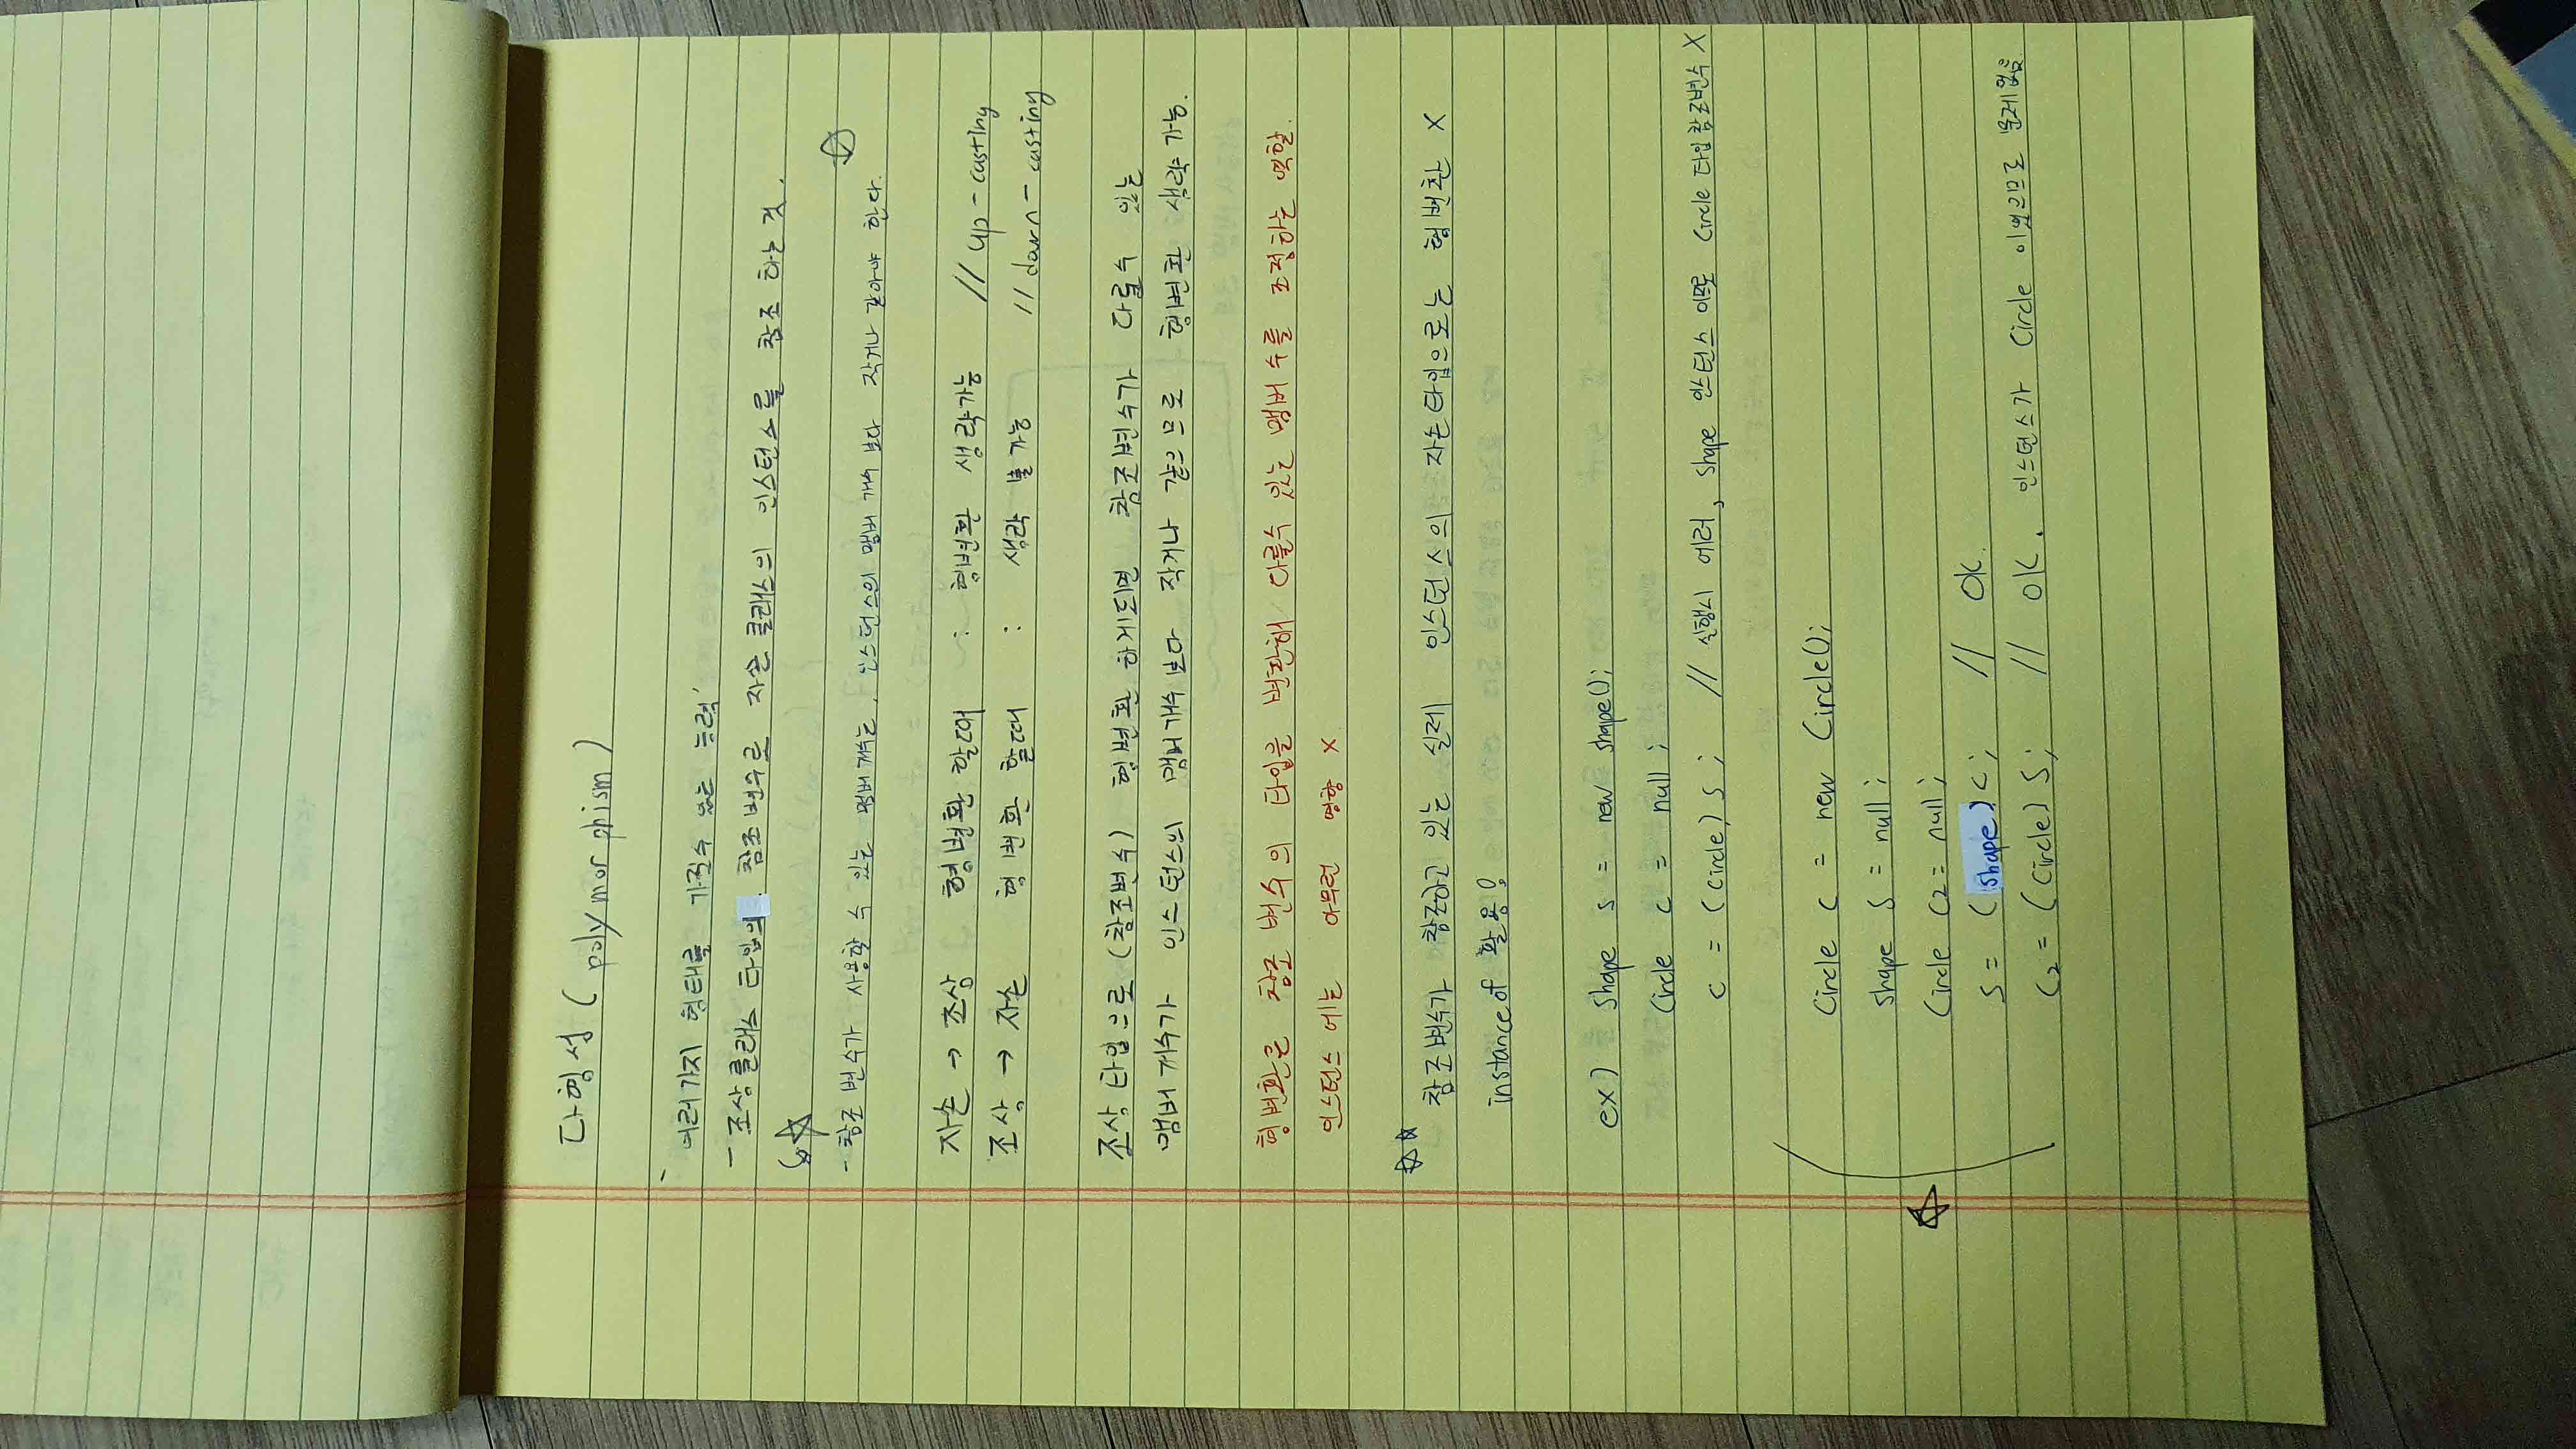 다형성 (polymorphism)
'여러가지 형태를 가질수 있는 능력'
- 조상클래스 타입의 참조변수로 자손클래스의 인스턴스를 참조 하는 것.
- 참조변수가 사용할 수 있는 멤버 개수는, 인스턴스의 멤버 개수 보다 작거나 같아야 한다.
자손 → 조상 형변환 할때 : 형변환 생략가능 // up-casting
조상 → 자손 형변환 할때 : 생략 불가능 // down-casting
조상타입으로 (참조변수) 형변환 하게되면 참조변수가 다룰수 있는
맴버 개수가 인스턴스의 맴버개수보다 작거나 같으므로 형변환 생략 가능.
형변환은 참조변수의 타입을 변환해 다룰수 있는 맴버 수를 조정하는 역할.
인스턴스 에는 아무런 영향 X
참조변수가 참조하고 있는 실제 인스턴스의 자손타입으로는 형변환 X
instanceof 활용!
ex) shape s = new shape();
Circle c = null;
c = (circle) s; // 실행시 에러, shape 인스턴스 이므로 Circle 타입참조변수 X
Circle c = new Circle();
shape s = null;
Circle c2 = null;
s = (shape) c; // OK.
c2 = (circle) s; // OK. 인스턴스가 Circle 이었으므로 문제없음